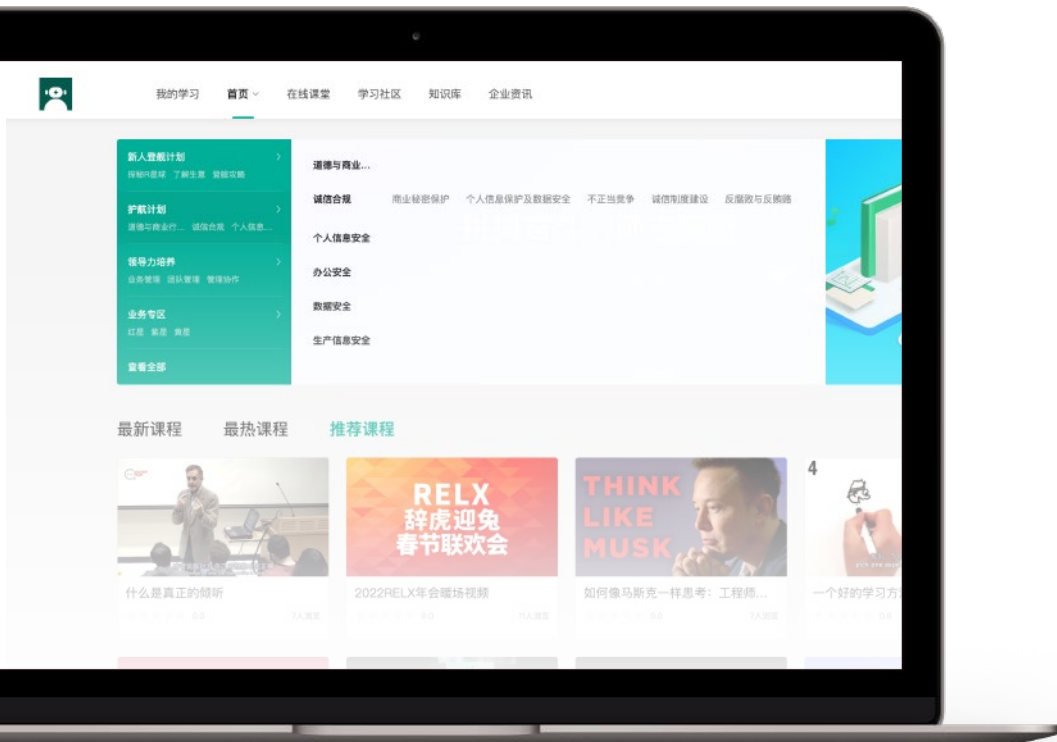 我的学习 首页 在线课堂 学习社区 知识库 企业资讯
新人登舰计划
探秘R星球 了解生意 登舰攻略
护航计划
道德与商业行... 诚信合规 个人信息...
领导力培养
业务管理 团队管理 管理协作
业务专区
红星 紫星 黄星
查看全部
道德与商业...
诚信合规 商业秘密保护 个人信息保护及数据安全 不正当竞争 诚信制度建设 反腐败与反贿赂
个人信息安全
办公安全
数据安全
生产信息安全
最新课程 最热课程 推荐课程
RELX
辞虎迎兔
春节联欢会
THINK
LIKE
MUSK
4
什么是真正的倾听
2022RELX年会暖场视频
如何像马斯克一样思考：工程师...
一个好的学习方